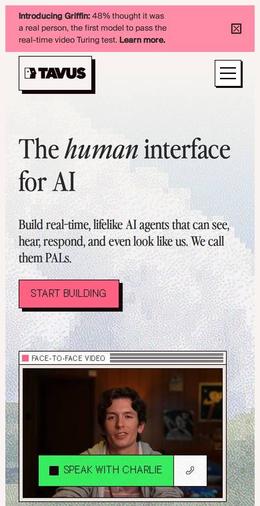 Introducing Griffin: 48% thought it was
a real person, the first model to pass the
real-time video Turing test. Learn more.
TAVUS
The human interface
for AI
Build real-time, lifelike AI agents that can see,
hear, respond, and even look like us. We call
them PALs.
START BUILDING
FACE-TO-FACE VIDEO
SPEAK WITH CHARLIE